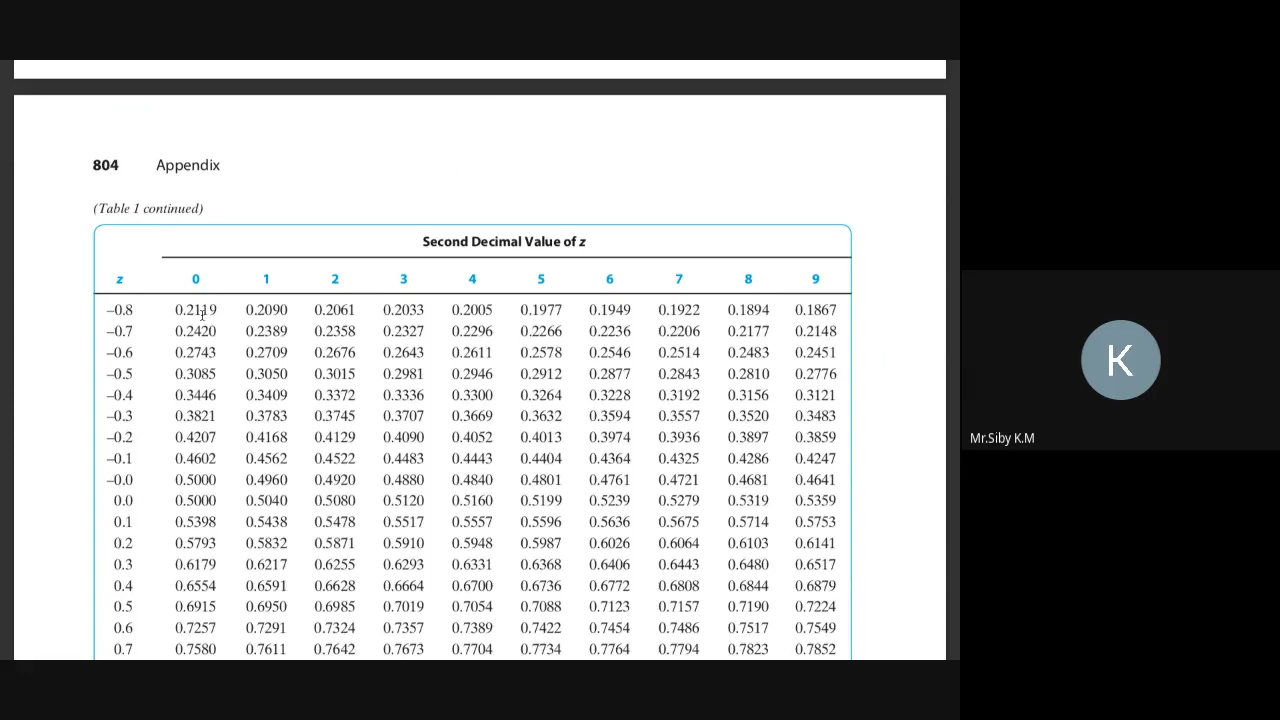 804 Appendix
(Table 1 continued)
Second Decimal Value of z
z 0 1 2 3 4 5 6 7 8 9
–0.8 0.2119 0.2090 0.2061 0.2033 0.2005 0.1977 0.1949 0.1922 0.1894 0.1867
–0.7 0.2420 0.2389 0.2358 0.2327 0.2296 0.2266 0.2236 0.2206 0.2177 0.2148
–0.6 0.2743 0.2709 0.2676 0.2643 0.2611 0.2578 0.2546 0.2514 0.2483 0.2451
–0.5 0.3085 0.3050 0.3015 0.2981 0.2946 0.2912 0.2877 0.2843 0.2810 0.2776
–0.4 0.3446 0.3409 0.3372 0.3336 0.3300 0.3264 0.3228 0.3192 0.3156 0.3121
–0.3 0.3821 0.3783 0.3745 0.3707 0.3669 0.3632 0.3594 0.3557 0.3520 0.3483
–0.2 0.4207 0.4168 0.4129 0.4090 0.4052 0.4013 0.3974 0.3936 0.3897 0.3859
–0.1 0.4602 0.4562 0.4522 0.4483 0.4443 0.4404 0.4364 0.4325 0.4286 0.4247
–0.0 0.5000 0.4960 0.4920 0.4880 0.4840 0.4801 0.4761 0.4721 0.4681 0.4641
0.0 0.5000 0.5040 0.5080 0.5120 0.5160 0.5199 0.5239 0.5279 0.5319 0.5359
0.1 0.5398 0.5438 0.5478 0.5517 0.5557 0.5596 0.5636 0.5675 0.5714 0.5753
0.2 0.5793 0.5832 0.5871 0.5910 0.5948 0.5987 0.6026 0.6064 0.6103 0.6141
0.3 0.6179 0.6217 0.6255 0.6293 0.6331 0.6368 0.6406 0.6443 0.6480 0.6517
0.4 0.6554 0.6591 0.6628 0.6664 0.6700 0.6736 0.6772 0.6808 0.6844 0.6879
0.5 0.6915 0.6950 0.6985 0.7019 0.7054 0.7088 0.7123 0.7157 0.7190 0.7224
0.6 0.7257 0.7291 0.7324 0.7357 0.7389 0.7422 0.7454 0.7486 0.7517 0.7549
0.7 0.7580 0.7611 0.7642 0.7673 0.7704 0.7734 0.7764 0.7794 0.7823 0.7852
K
Mr.Siby K.M